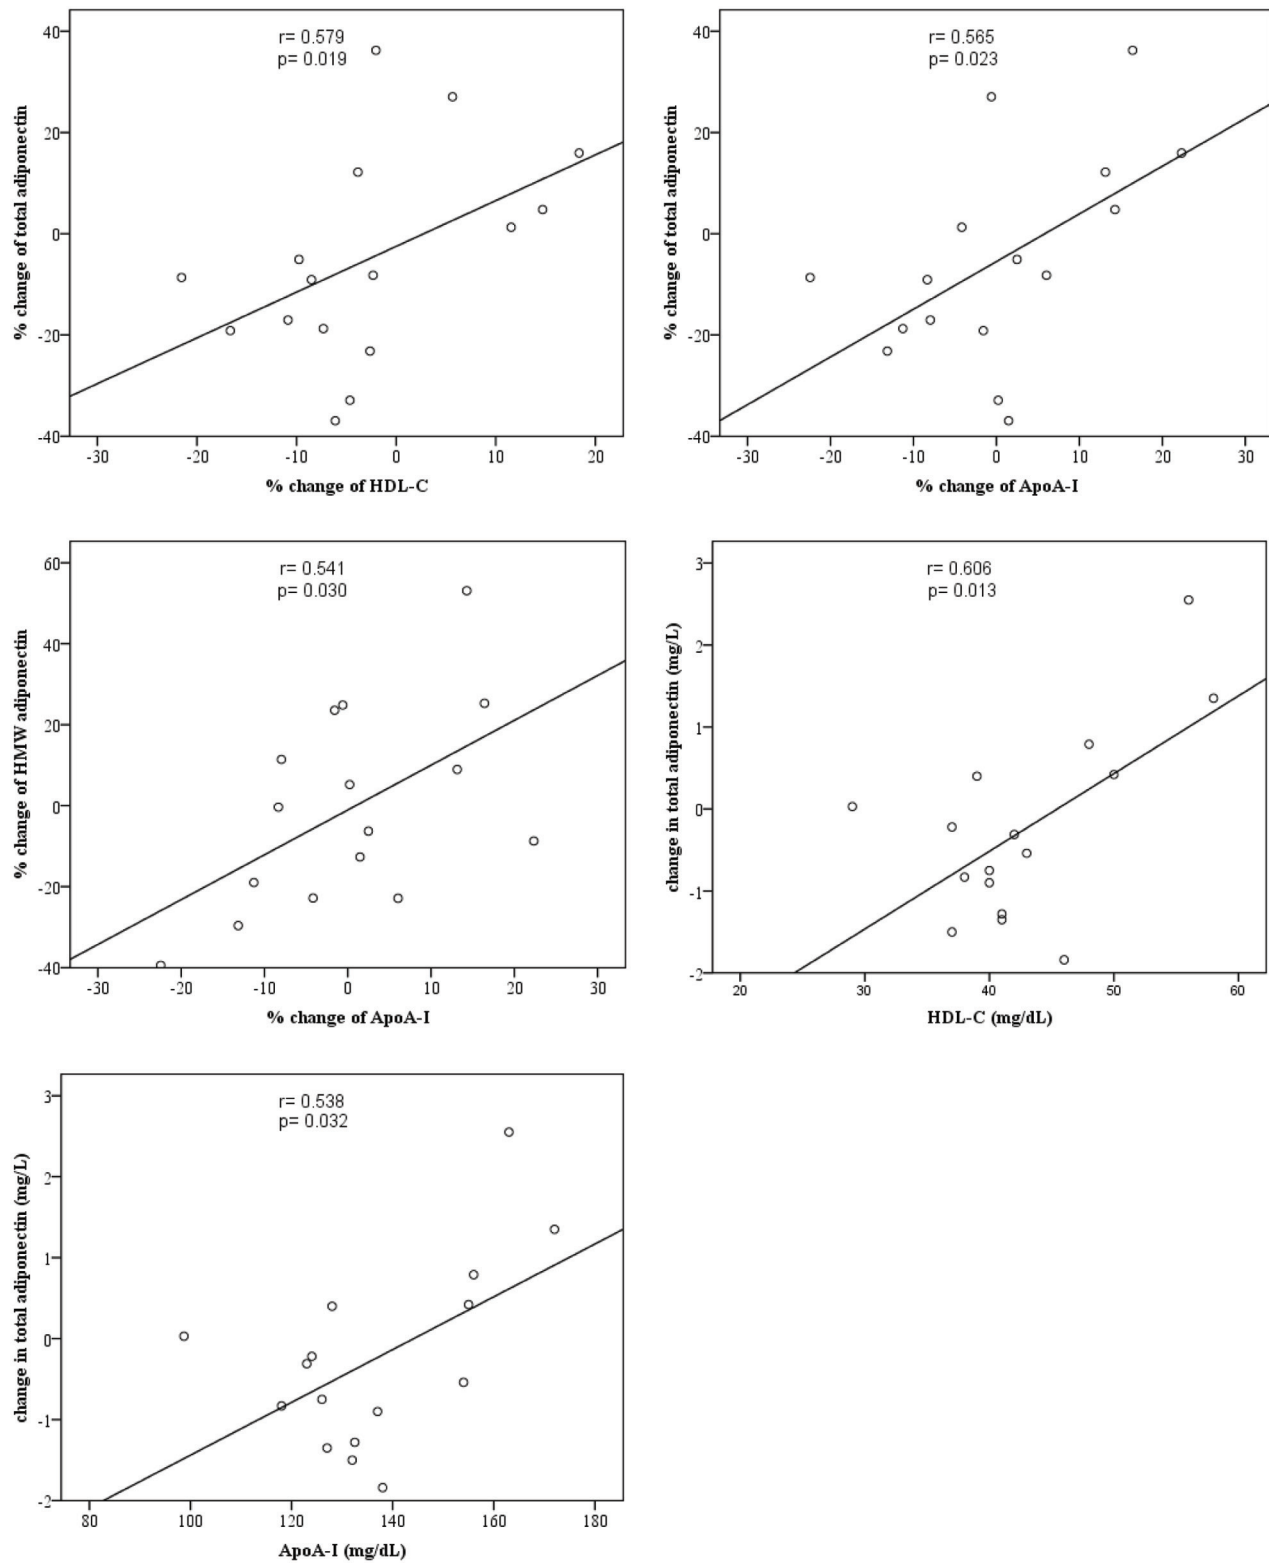 r= 0.579
p= 0.019
% change of total adiponectin
40
20
0
-20
-40
-30 -20 -10 0 10 20
% change of HDL-C
r= 0.565
p= 0.023
% change of total adiponectin
40
20
0
-20
-40
-30 -20 -10 0 10 20 30
% change of ApoA-I
r= 0.541
p= 0.030
% change of HMW adiponectin
60
40
20
0
-20
-40
-30 -20 -10 0 10 20 30
% change of ApoA-I
r= 0.606
p= 0.013
change in total adiponectin (mg/L)
3
2
1
0
-1
-2
20 30 40 50 60
HDL-C (mg/dL)
r= 0.538
p= 0.032
change in total adiponectin (mg/L)
3
2
1
0
-1
-2
80 100 120 140 160 180
ApoA-I (mg/dL)